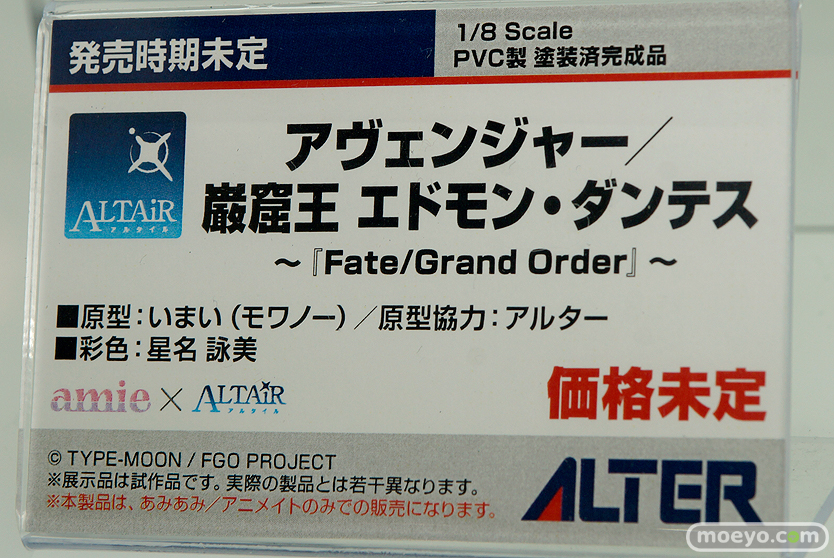 発売時期未定
1/8 Scale
PVC製 塗装済完成品
ALTAiR
アルタイル
アヴェンジャー／
巌窟王 エドモン・ダンテス
～『Fate/Grand Order』～
■原型：いまい（モワノー）／原型協力：アルター
■彩色：星名 詠美
amie × ALTAiR
アルタイル
価格未定
© TYPE-MOON / FGO PROJECT
※展示品は試作品です。実際の製品とは若干異なります。
※本製品は、あみあみ／アニメイトのみでの販売になります。
ALTER
moeyo.com